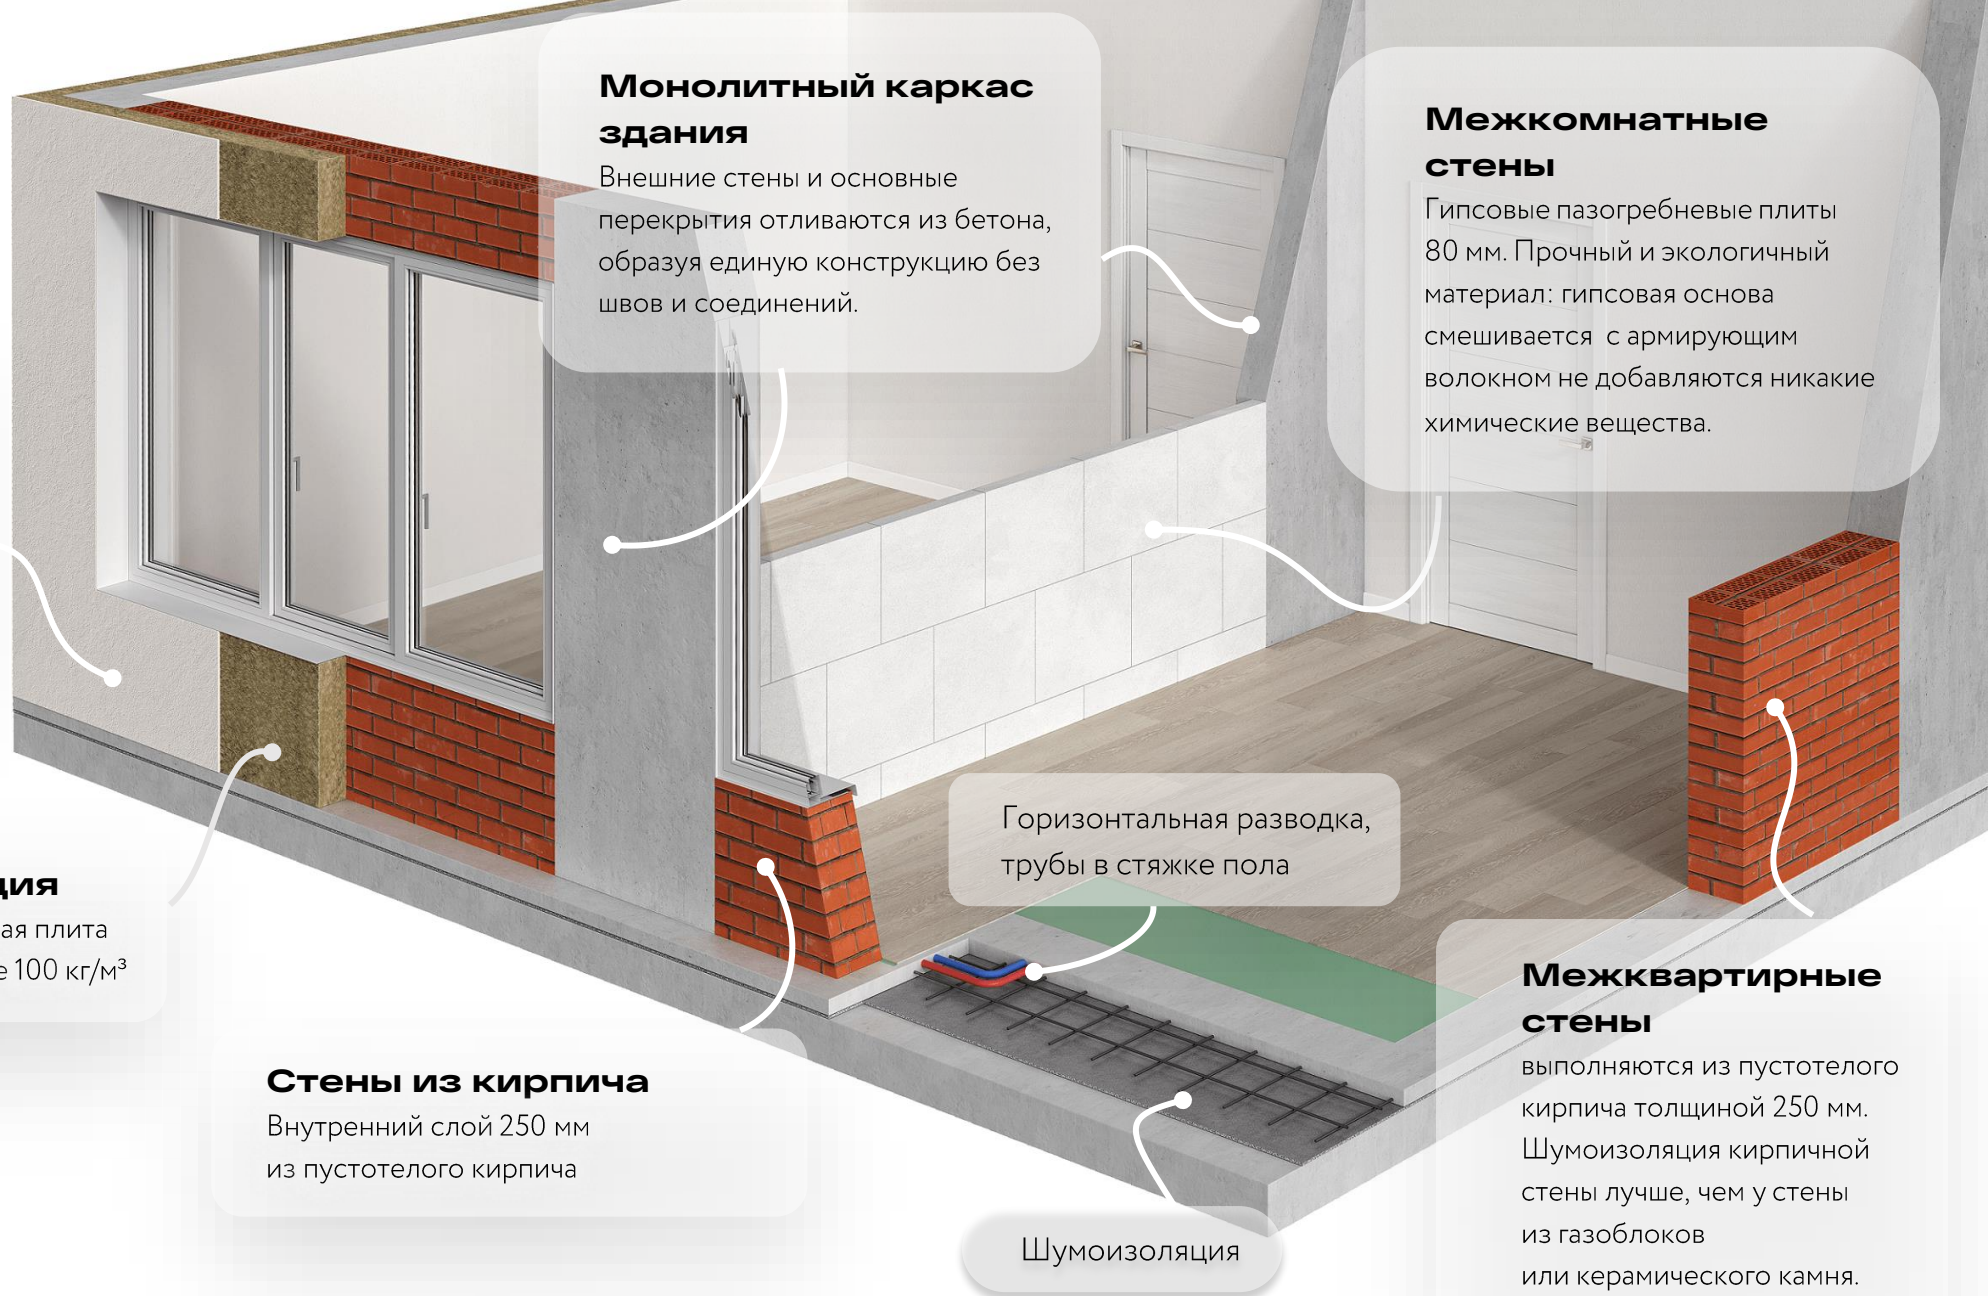 Монолитный каркас
здания
Внешние стены и основные
перекрытия отливаются из бетона,
образуя единую конструкцию без
швов и соединений.
Межкомнатные
стены
Гипсовые пазогребневые плиты
80 мм. Прочный и экологичный
материал: гипсовая основа
смешивается с армирующим
волокном не добавляются никакие
химические вещества.
Горизонтальная разводка,
трубы в стяжке пола
плита
100 кг/м³
Стены из кирпича
Внутренний слой 250 мм
из пустотелого кирпича
Шумоизоляция
Межквартирные
стены
выполняются из пустотелого
кирпича толщиной 250 мм.
Шумоизоляция кирпичной
стены лучше, чем у стены
из газоблоков
или керамического камня.